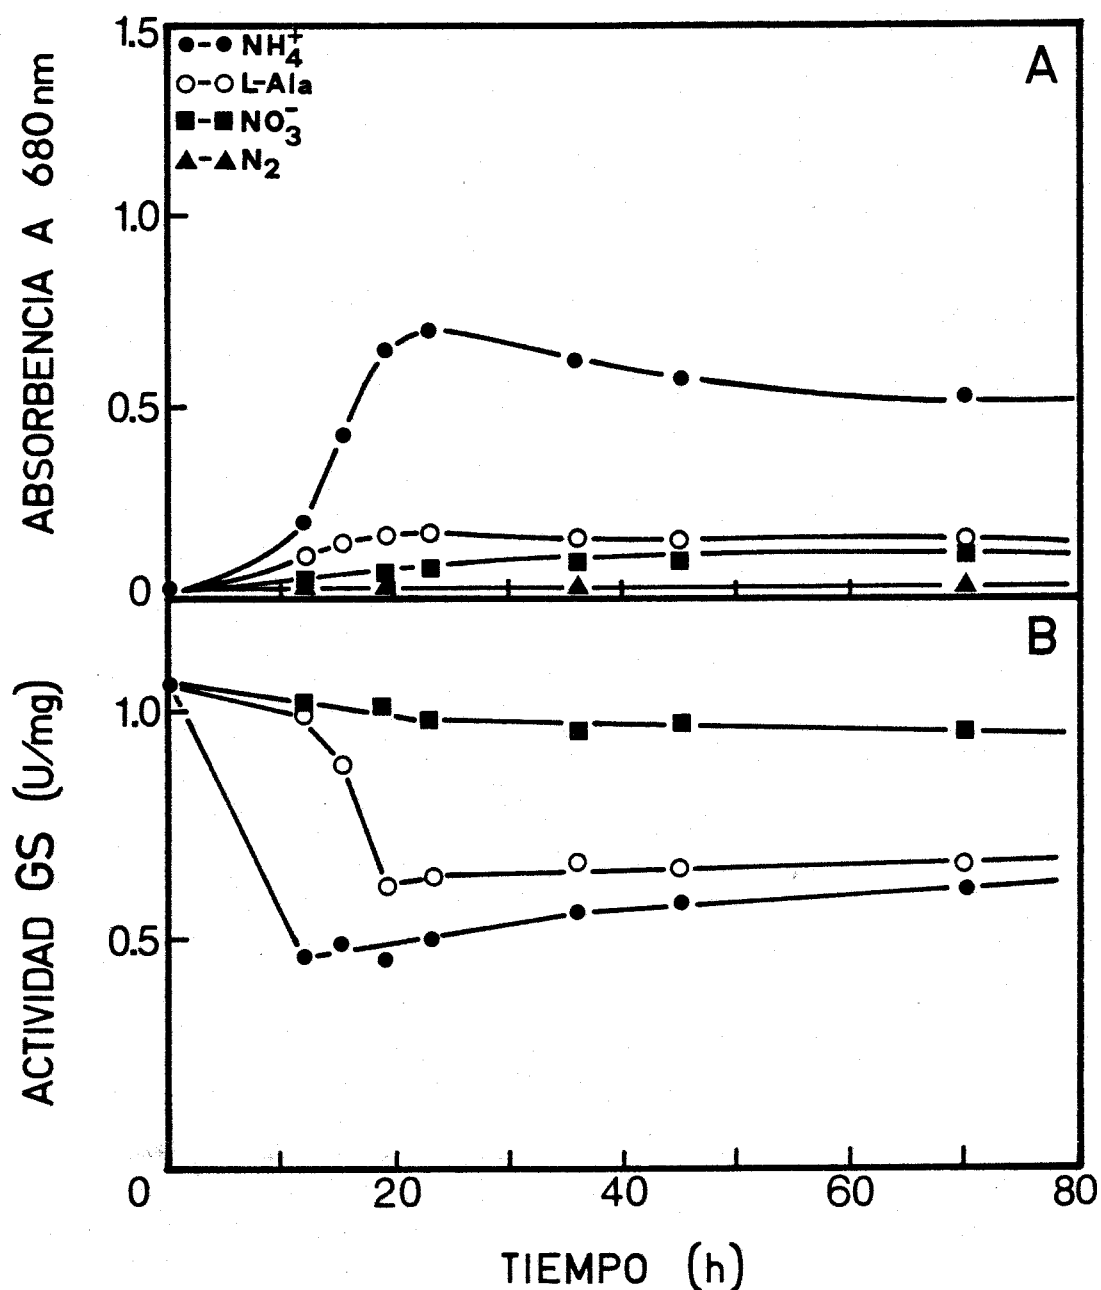 ABSORBENCIA A 680 nm
1.5
1.0
0.5
0
●-● NH₄⁺
○-○ L-Ala
■-■ NO₃⁻
▲-▲ N₂
A
ACTIVIDAD GS (U/mg)
1.0
0.5
B
0 20 40 60 80
TIEMPO (h)